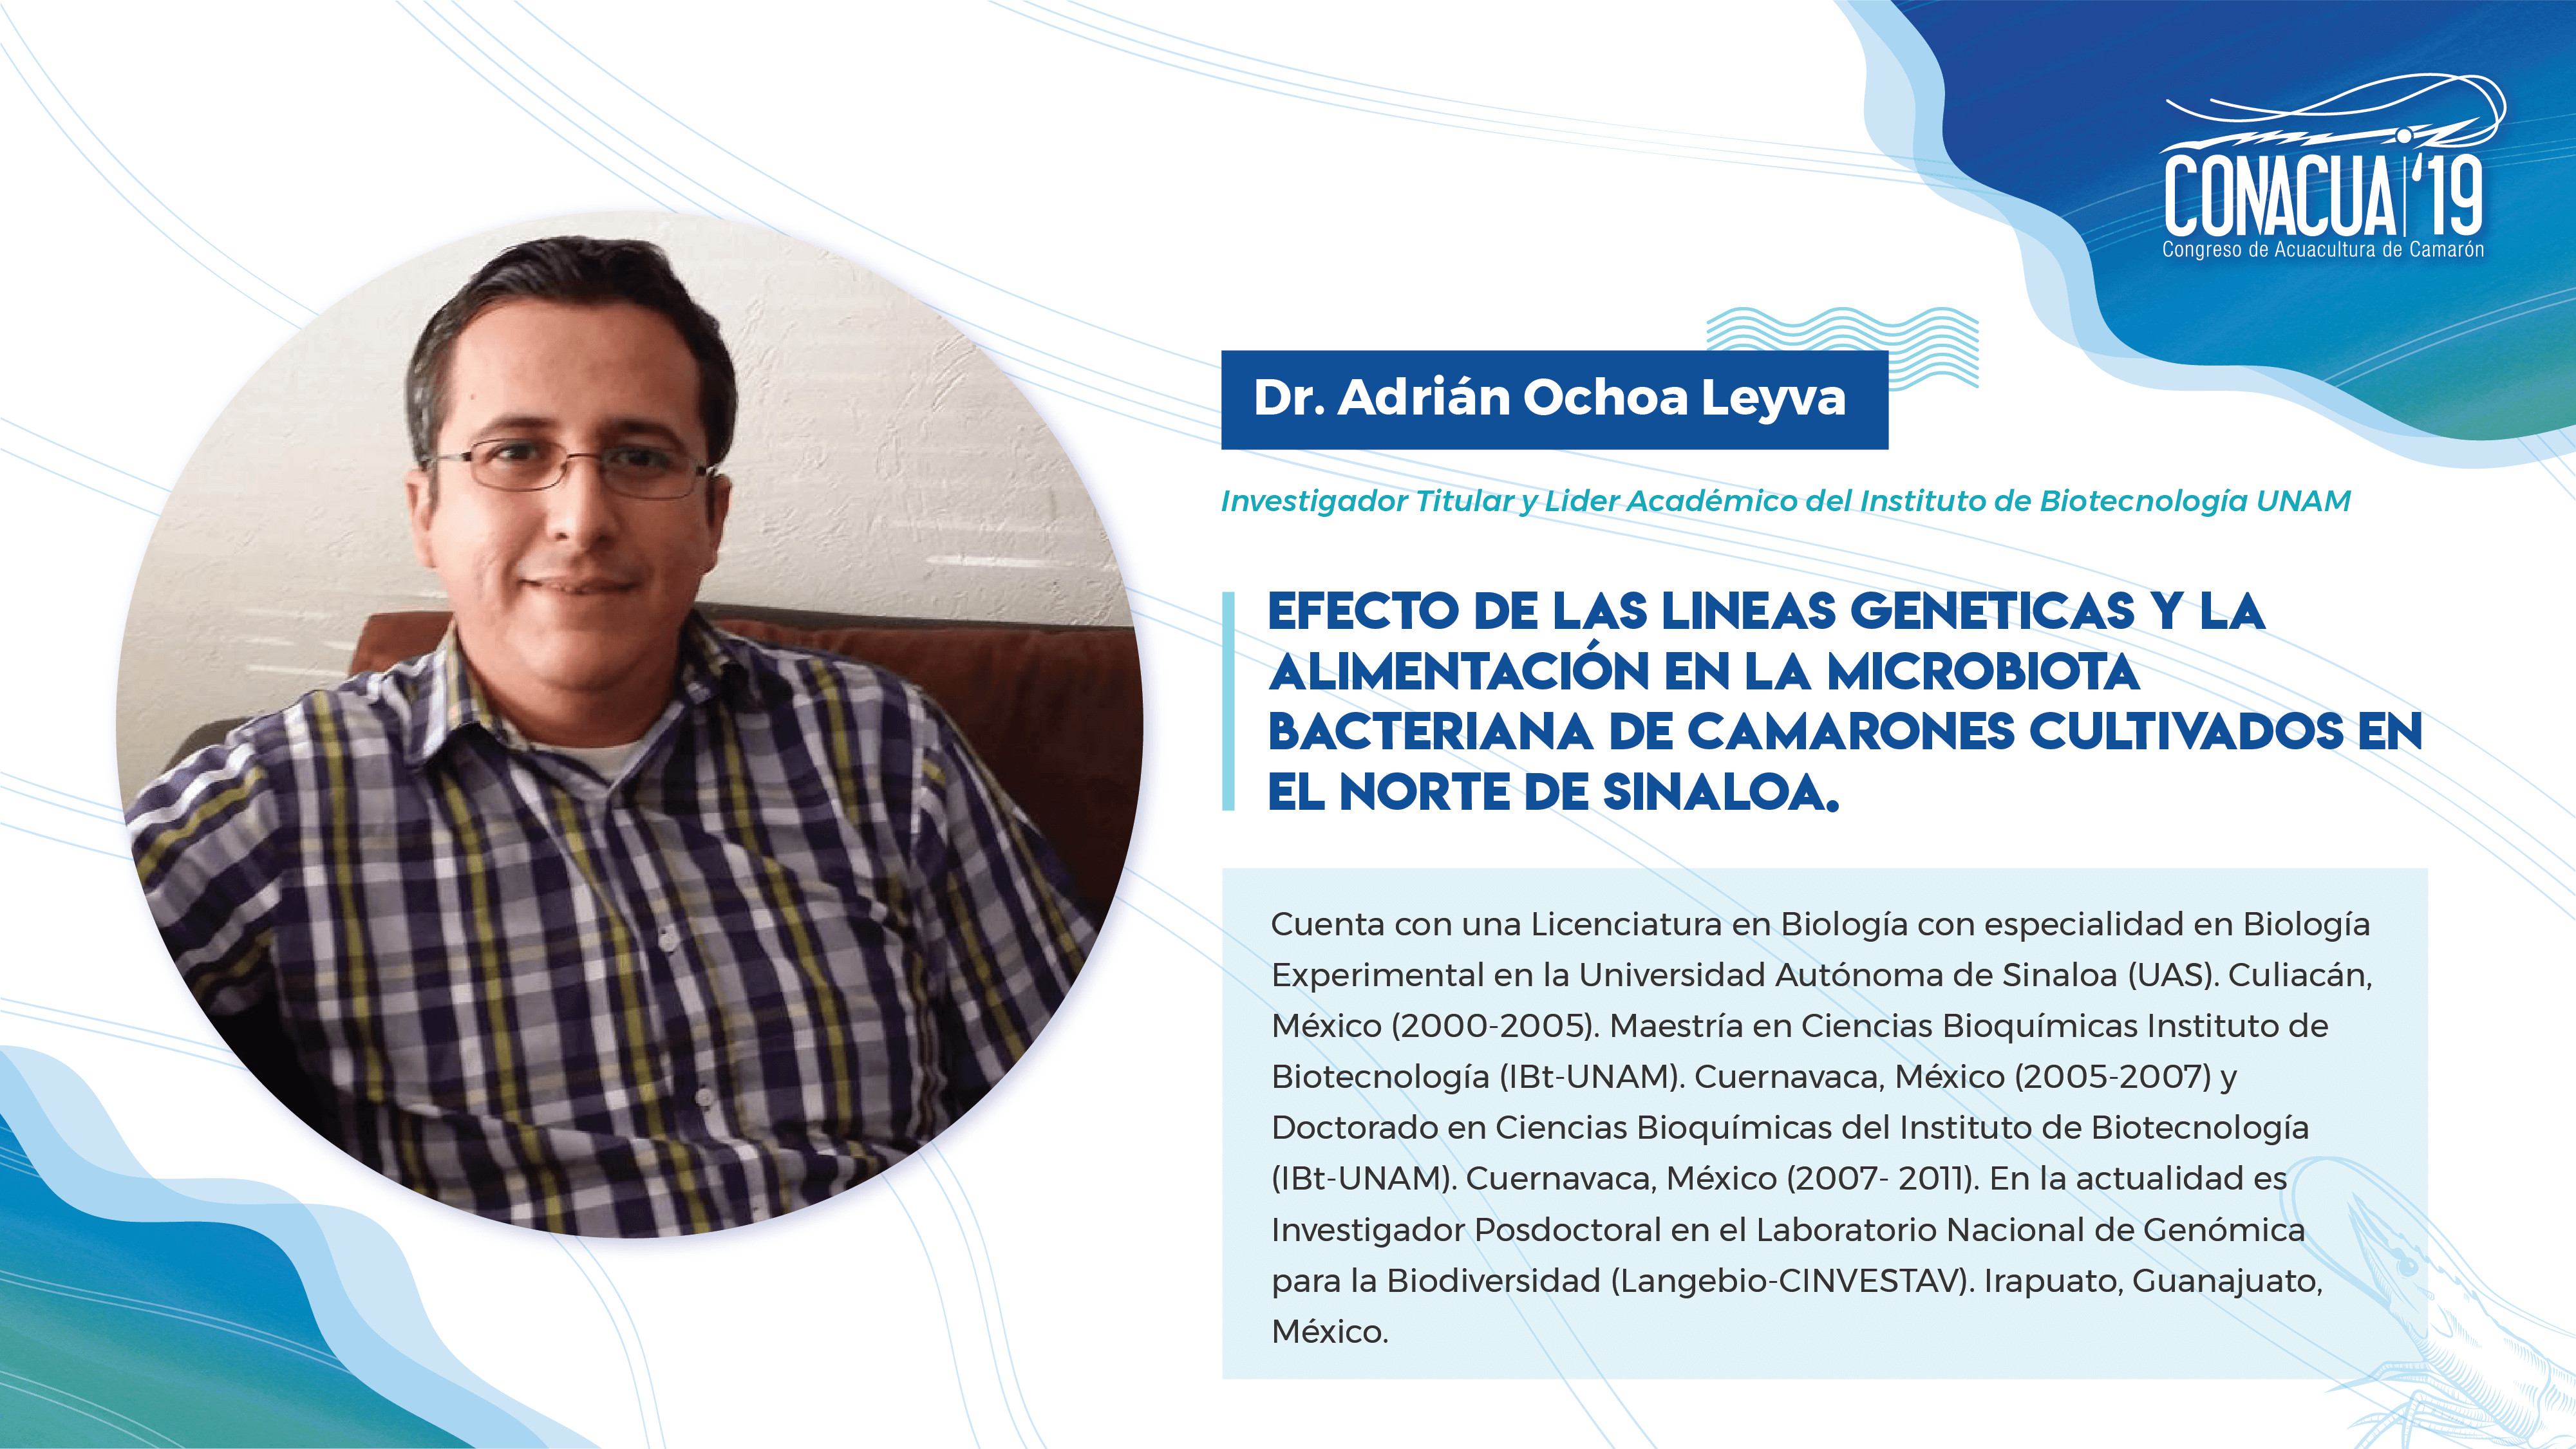 CONACUA '19
Congreso de Acuacultura de Camarón
Dr. Adrián Ochoa Leyva
Investigador Titular y Lider Académico del Instituto de Biotecnología UNAM
EFECTO DE LAS LINEAS GENETICAS Y LA
ALIMENTACIÓN EN LA MICROBIOTA
BACTERIANA DE CAMARONES CULTIVADOS EN
EL NORTE DE SINALOA.
Cuenta con una Licenciatura en Biología con especialidad en Biología
Experimental en la Universidad Autónoma de Sinaloa (UAS). Culiacán,
México (2000-2005). Maestría en Ciencias Bioquímicas Instituto de
Biotecnología (IBt-UNAM). Cuernavaca, México (2005-2007) y
Doctorado en Ciencias Bioquímicas del Instituto de Biotecnología
(IBt-UNAM). Cuernavaca, México (2007- 2011). En la actualidad es
Investigador Posdoctoral en el Laboratorio Nacional de Genómica
para la Biodiversidad (Langebio-CINVESTAV). Irapuato, Guanajuato,
México.